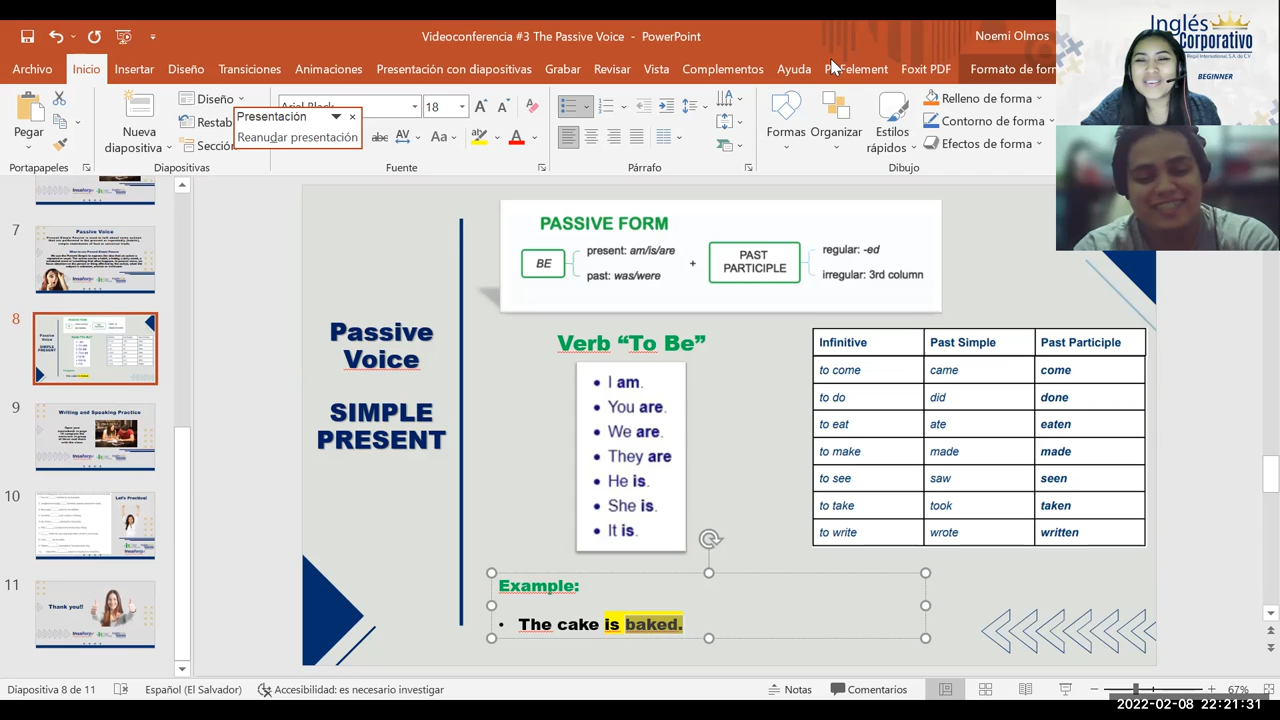 Videoconferencia #3 The Passive Voice - PowerPoint
Noemi Olmos
Inglés
Corporativo
BEGINNER
Archivo Inicio Insertar Diseño Transiciones Animaciones Presentación con diapositivas Grabar Revisar Vista Complementos Ayuda Foxit PDF
Pegar
Nueva
diapositiva
Diseño
Presentación
Reanudar presentación
18
Formas Organizar Estilos
rápidos
Relleno de forma
Contorno de forma
Efectos de forma
Portapapeles Diapositivas Fuente Párrafo Dibujo
7
Passive Voice
8
9
Writing and Speaking Practice
10
Let's Practice!
11
Thank you!!
Passive
Voice
SIMPLE
PRESENT
PASSIVE FORM
BE
present: am/is/are
past: was/were
+
PAST
PARTICIPLE
regular: -ed
irregular: 3rd column
Verb “To Be”
• I am.
• You are.
• We are.
• They are
• He is.
• She is.
• It is.
Infinitive Past Simple Past Participle
to come came come
to do did done
to eat ate eaten
to make made made
to see saw seen
to take took taken
to write wrote written
Example:
• The cake is baked.
Diapositiva 8 de 11 Español (El Salvador) Accesibilidad: es necesario investigar Notas Comentarios 67%
2022-02-08 22:21:31